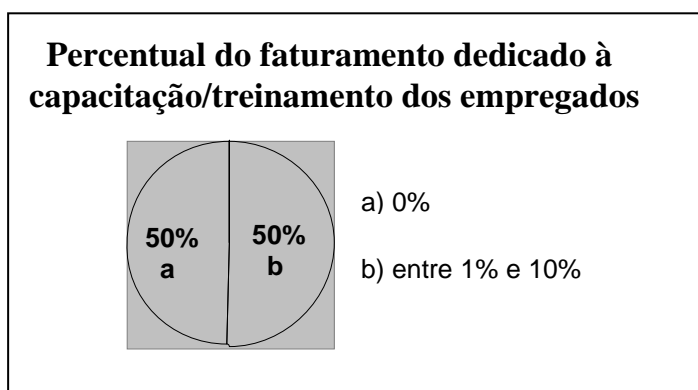 Percentual do faturamento dedicado à
capacitação/treinamento dos empregados
50%
a
50%
b
a) 0%
b) entre 1% e 10%